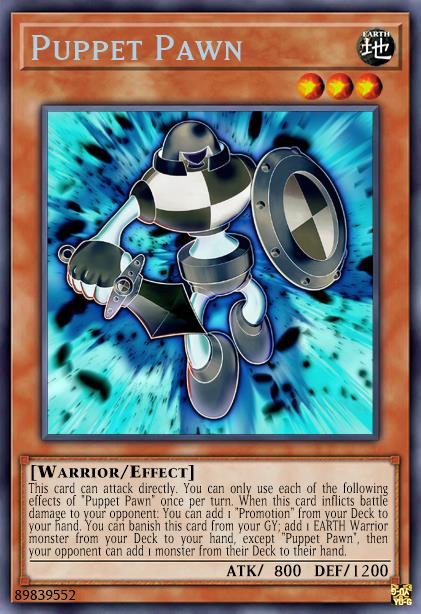 Puppet Pawn
EARTH
地
[Warrior/Effect]
This card can attack directly. You can only use each of the following
effects of "Puppet Pawn" once per turn. When this card inflicts battle
damage to your opponent: You can add 1 "Promotion" from your Deck to
your hand. You can banish this card from your GY; add 1 EARTH Warrior
monster from your Deck to your hand, except "Puppet Pawn", then
your opponent can add 1 monster from their Deck to their hand.
ATK/ 800 DEF/1200
89839552